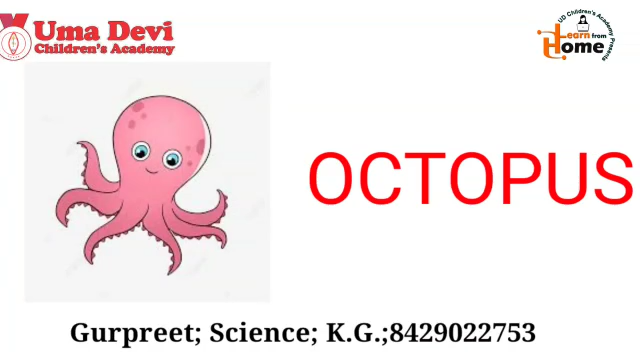 Uma Devi
Children's Academy
UD Children's Academy Presents
Learn from
Home
OCTOPUS
Gurpreet; Science; K.G.;8429022753